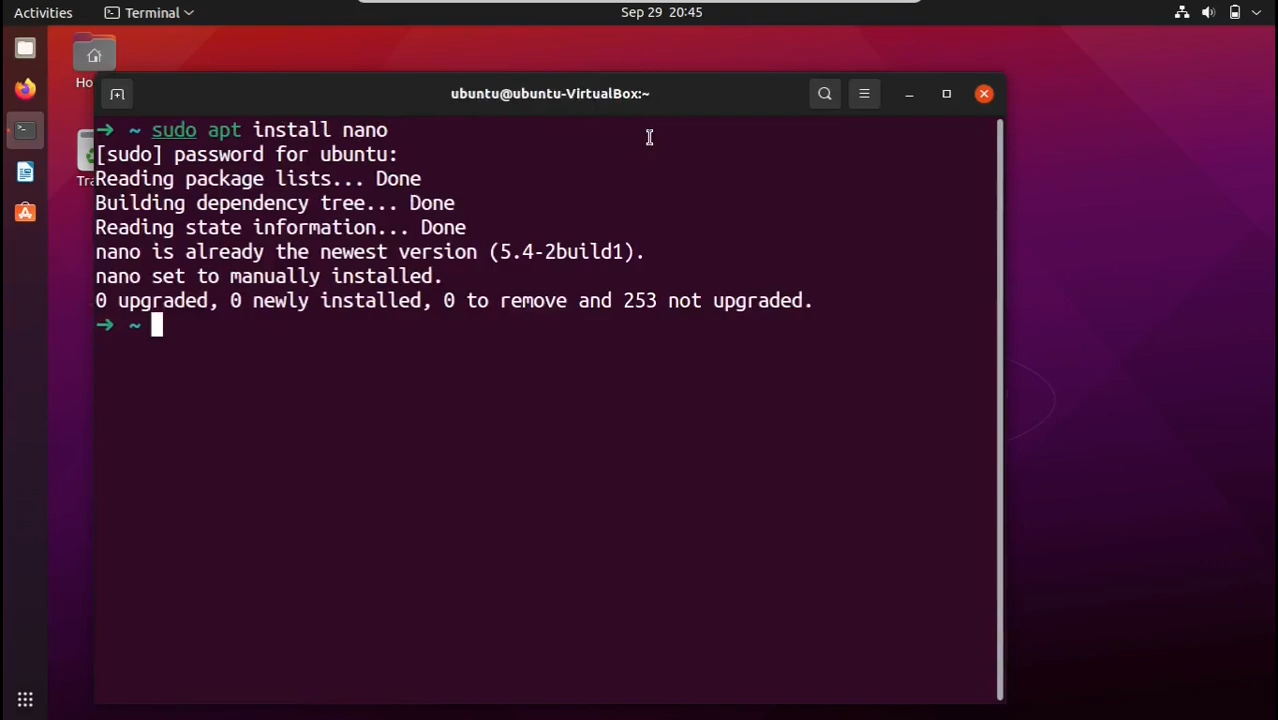 Activities
Terminal
Sep 29 20:45
Ho
Tra
ubuntu@ubuntu-VirtualBox:~
➜ ~ sudo apt install nano
[sudo] password for ubuntu:
Reading package lists... Done
Building dependency tree... Done
Reading state information... Done
nano is already the newest version (5.4-2build1).
nano set to manually installed.
0 upgraded, 0 newly installed, 0 to remove and 253 not upgraded.
➜ ~